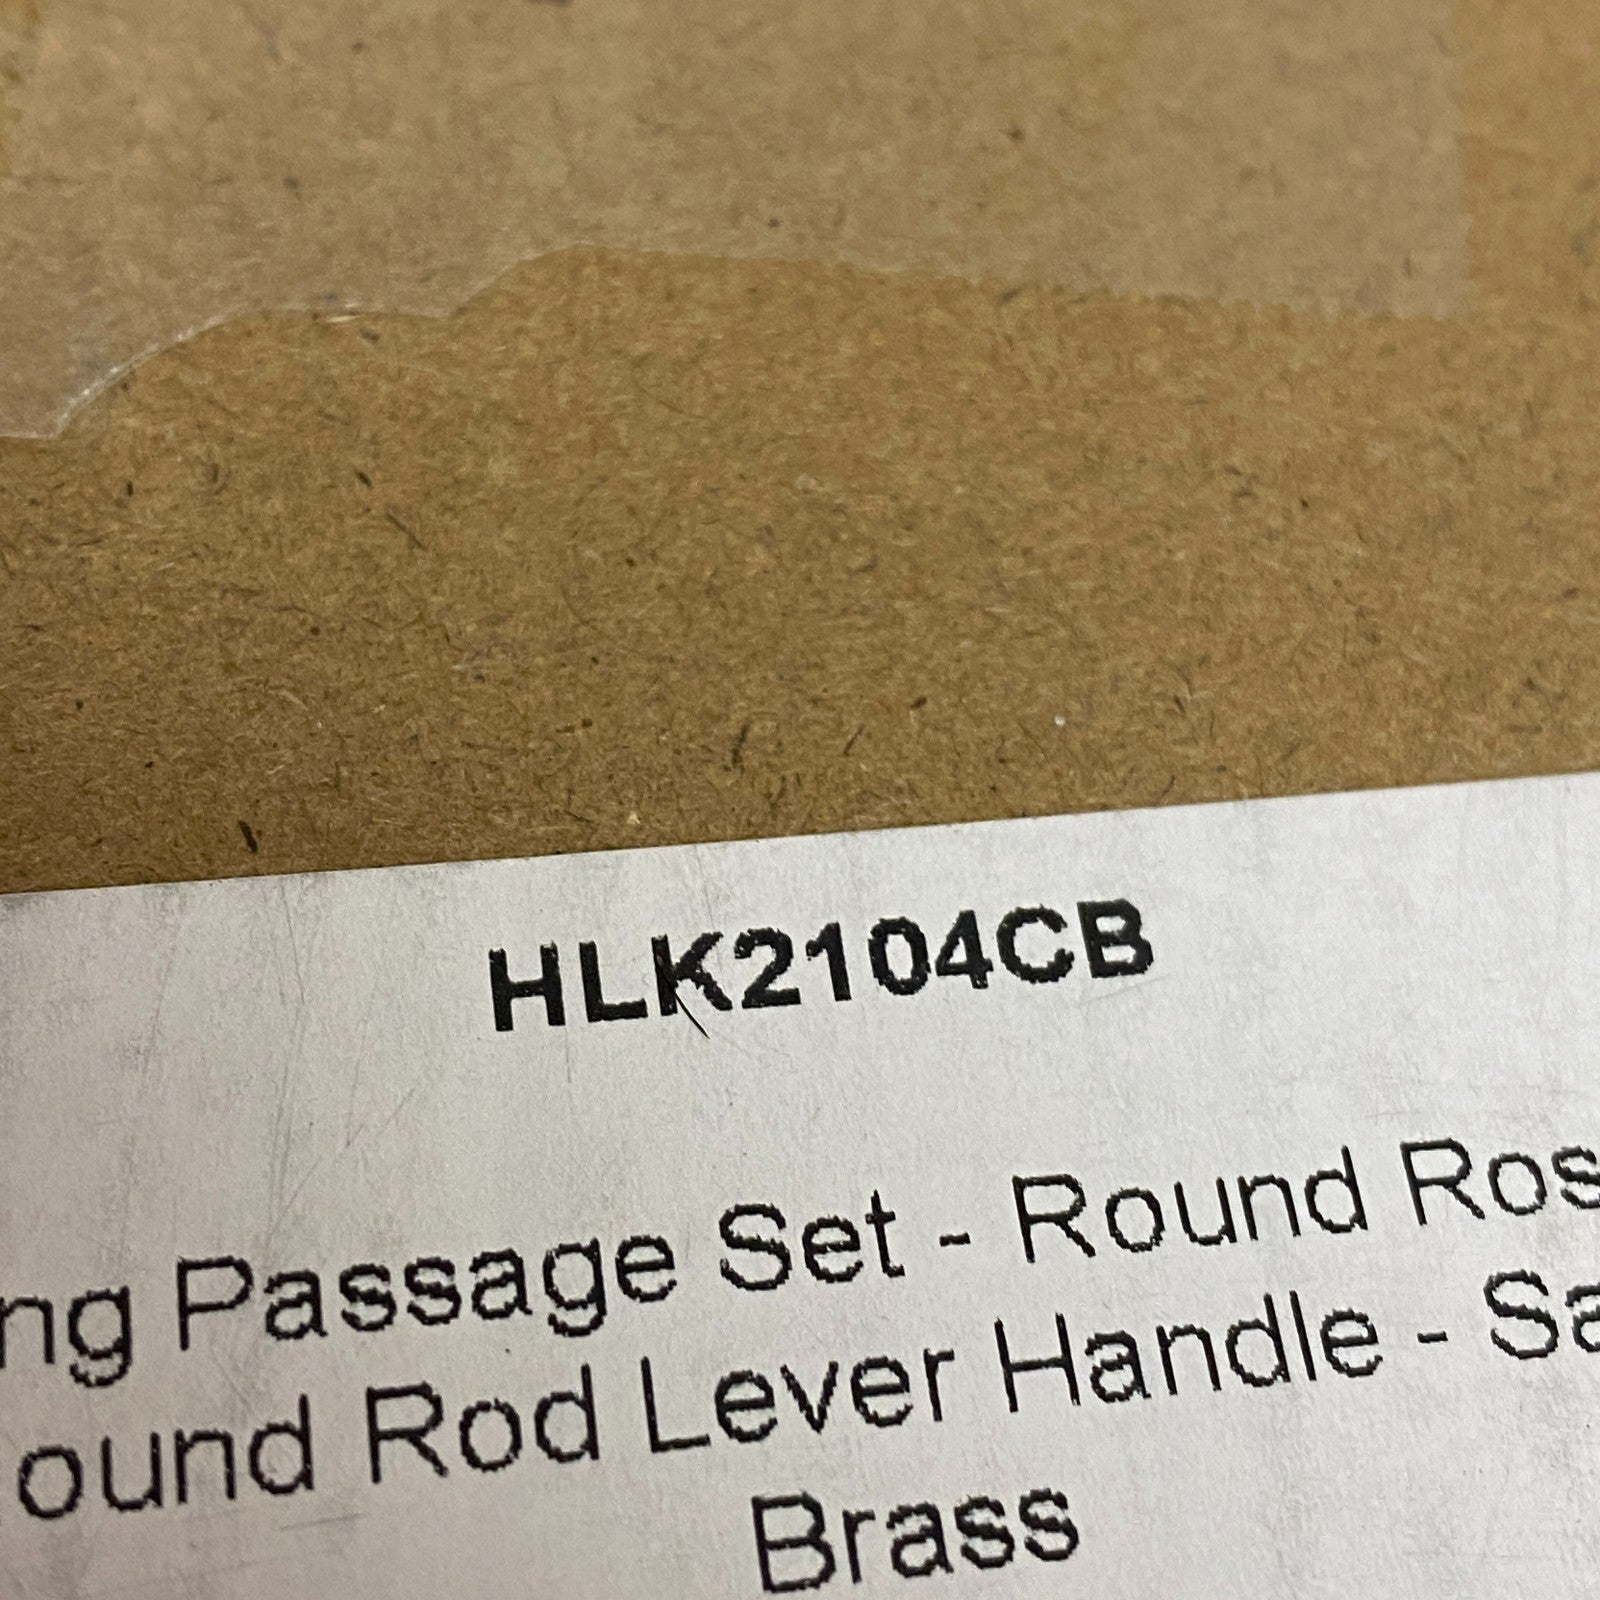 HLK2104CB
ng Passage Set - Round Ros
ound Rod Lever Handle - Sa
Brass